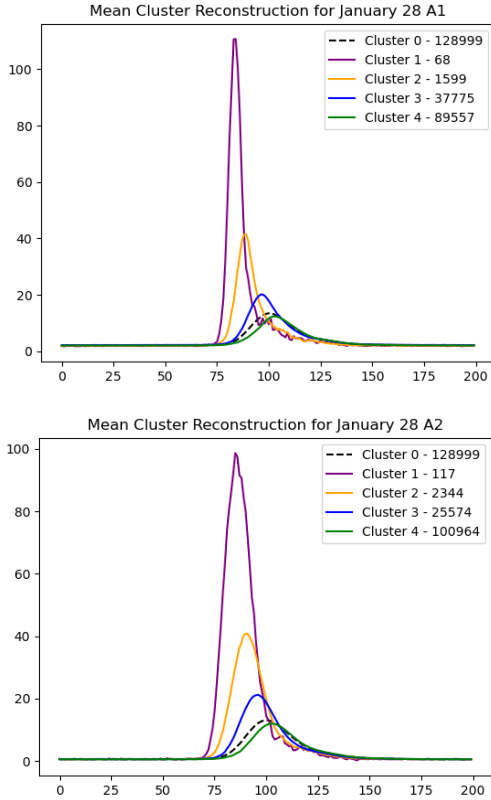 Mean Cluster Reconstruction for January 28 A1
Cluster 0 - 128999
Cluster 1 - 68
Cluster 2 - 1599
Cluster 3 - 37775
Cluster 4 - 89557
100
80
60
40
20
0
0 25 50 75 100 125 150 175 200
Mean Cluster Reconstruction for January 28 A2
Cluster 0 - 128999
Cluster 1 - 117
Cluster 2 - 2344
Cluster 3 - 25574
Cluster 4 - 100964
100
80
60
40
20
0
0 25 50 75 100 125 150 175 200